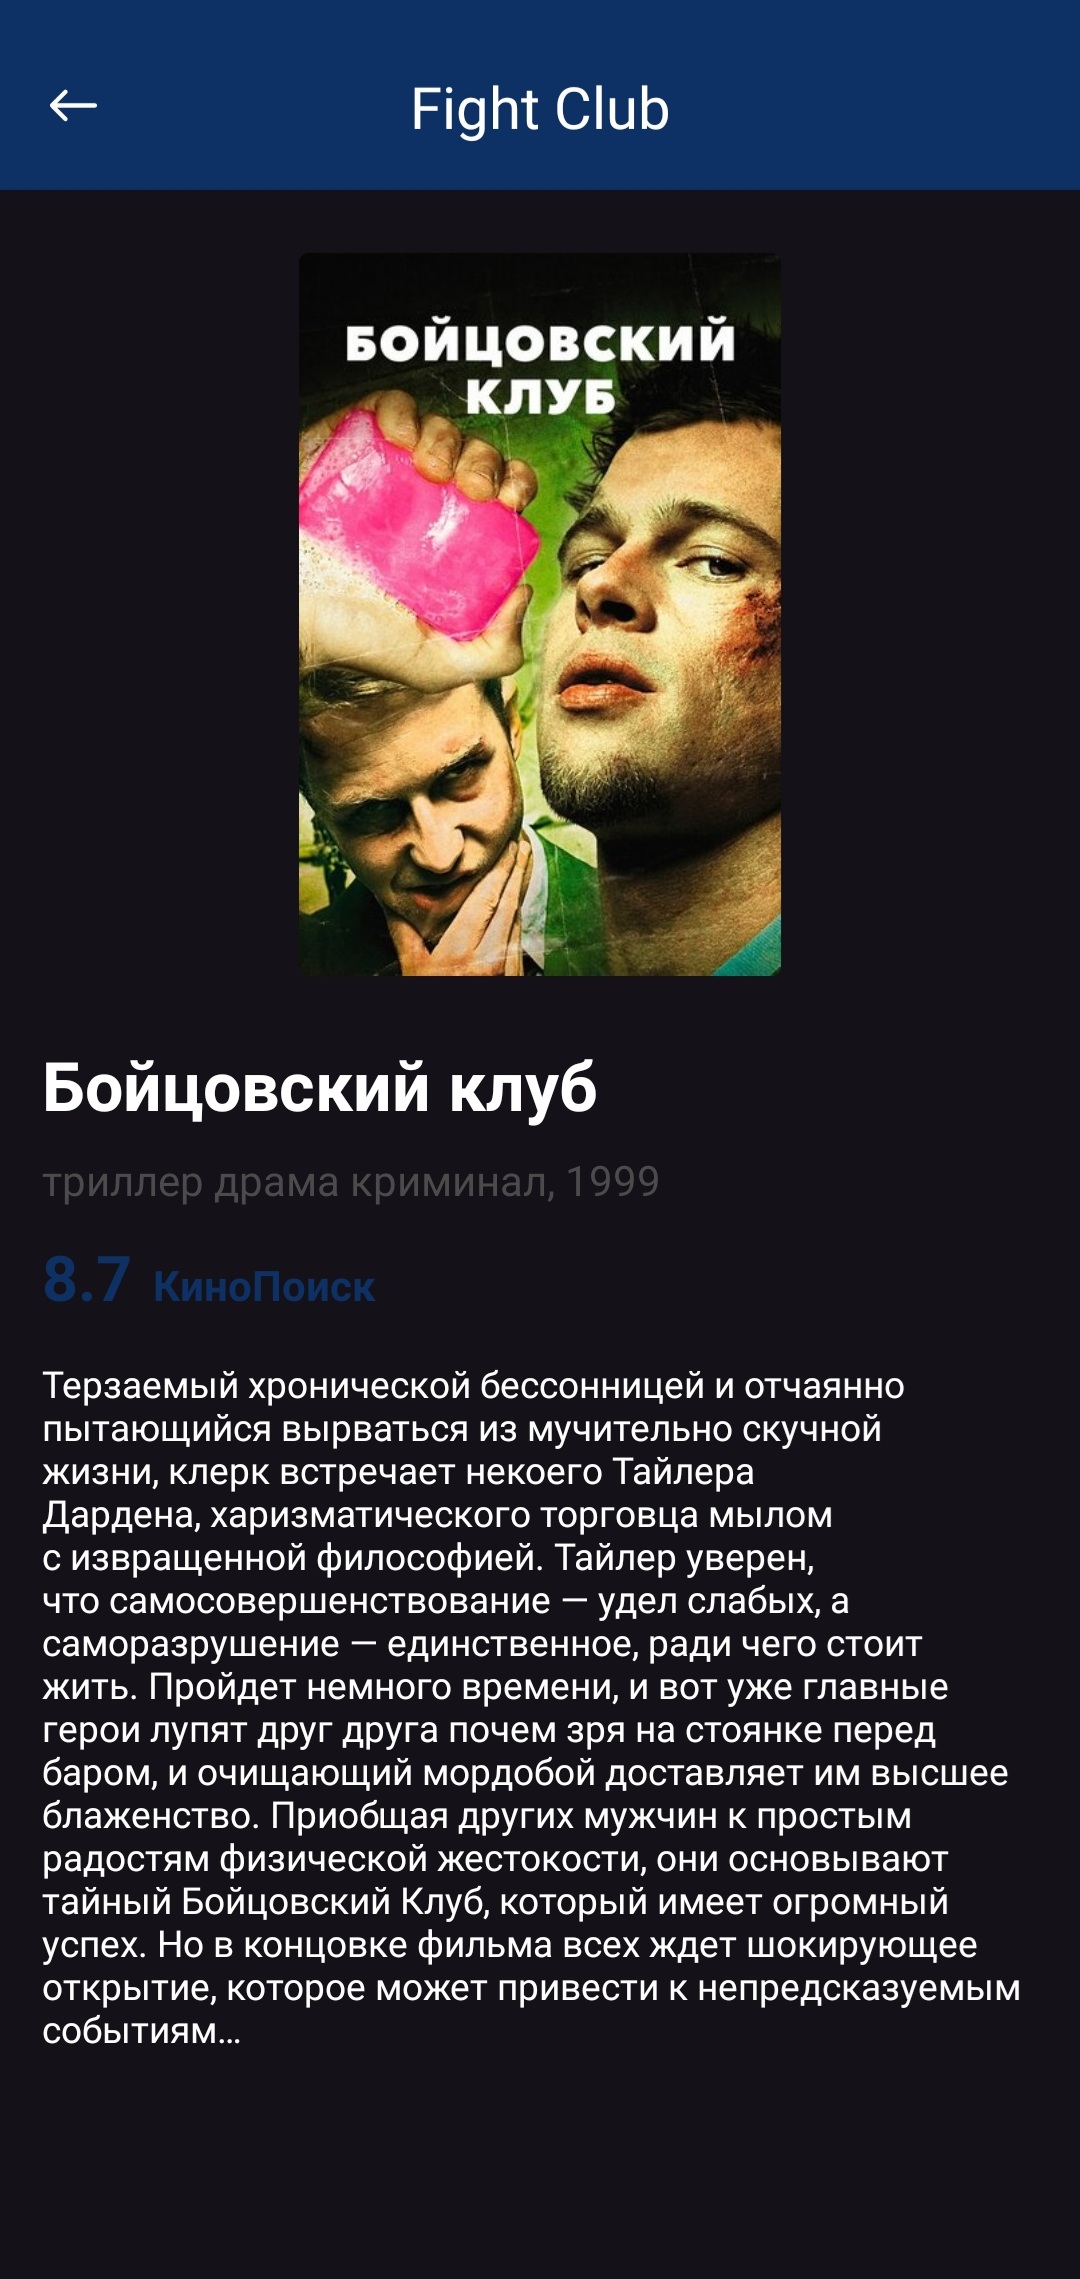 Fight Club
БОЙЦОВСКИЙ
КЛУБ
Бойцовский клуб
триллер драма криминал, 1999
8.7 КиноПоиск
Терзаемый хронической бессонницей и отчаянно
пытающийся вырваться из мучительно скучной
жизни, клерк встречает некоего Тайлера
Дардена, харизматического торговца мылом
с извращенной философией. Тайлер уверен,
что самосовершенствование — удел слабых, а
саморазрушение — единственное, ради чего стоит
жить. Пройдет немного времени, и вот уже главные
герои лупят друг друга почем зря на стоянке перед
баром, и очищающий мордобой доставляет им высшее
блаженство. Приобщая других мужчин к простым
радостям физической жестокости, они основывают
тайный Бойцовский Клуб, который имеет огромный
успех. Но в концовке фильма всех ждет шокирующее
открытие, которое может привести к непредсказуемым
событиям…